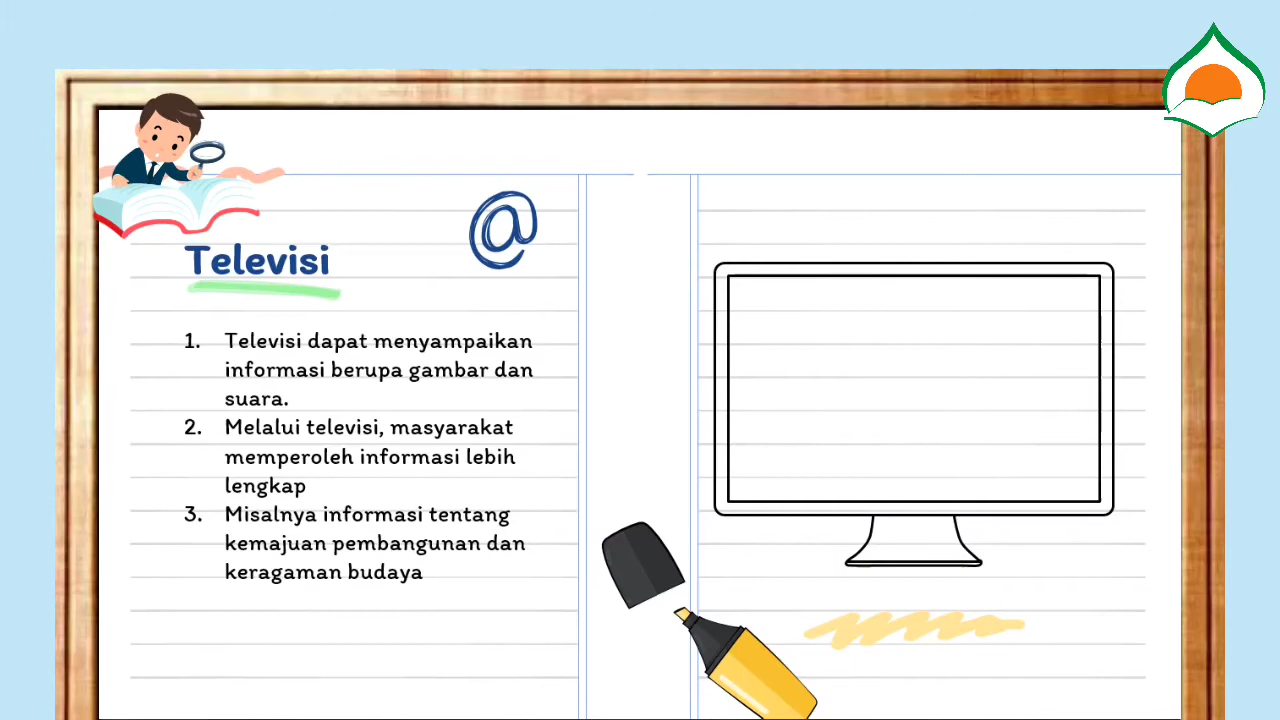 @
Televisi
1. Televisi dapat menyampaikan
informasi berupa gambar dan
suara.
2. Melalui televisi, masyarakat
memperoleh informasi lebih
lengkap
3. Misalnya informasi tentang
kemajuan pembangunan dan
keragaman budaya